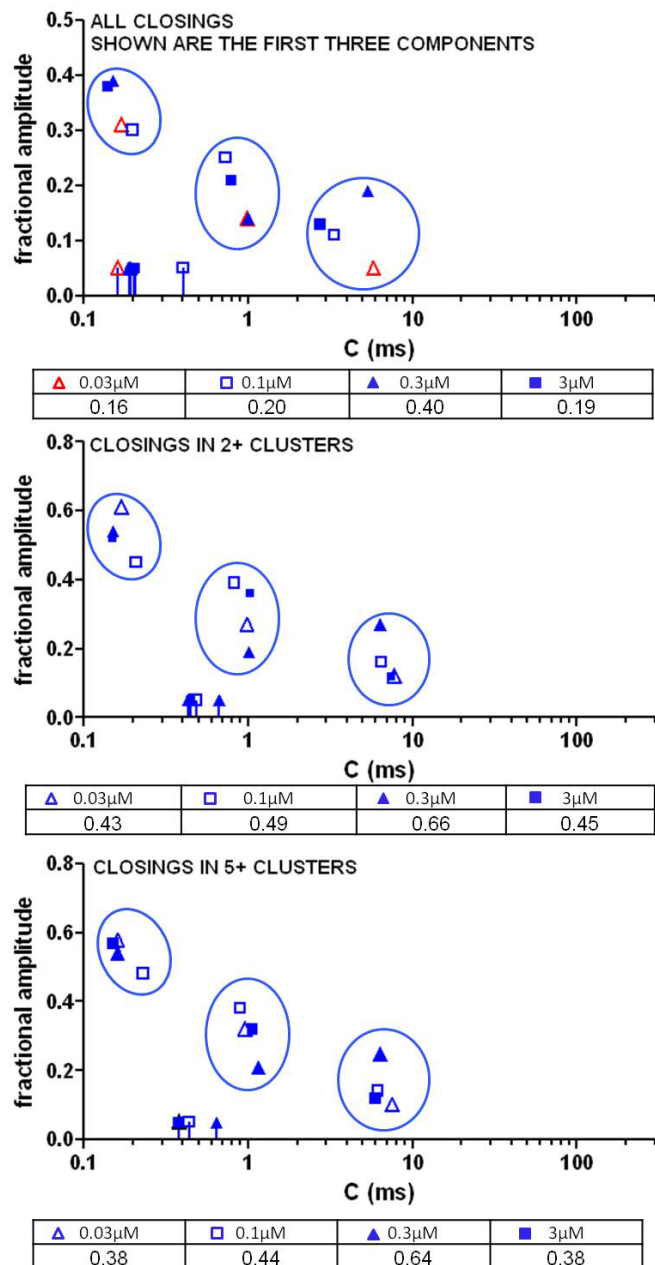 ALL CLOSINGS
SHOWN ARE THE FIRST THREE COMPONENTS
fractional amplitude
0.5
0.4
0.3
0.2
0.1
0.0
0.1 1 10 100
C (ms)
0.03µM 0.1µM 0.3µM 3µM
0.16 0.20 0.40 0.19
CLOSINGS IN 2+ CLUSTERS
fractional amplitude
0.8
0.6
0.4
0.2
0.0
0.1 1 10 100
C (ms)
0.03µM 0.1µM 0.3µM 3µM
0.43 0.49 0.66 0.45
CLOSINGS IN 5+ CLUSTERS
fractional amplitude
0.8
0.6
0.4
0.2
0.0
0.1 1 10 100
C (ms)
0.03µM 0.1µM 0.3µM 3µM
0.38 0.44 0.64 0.38